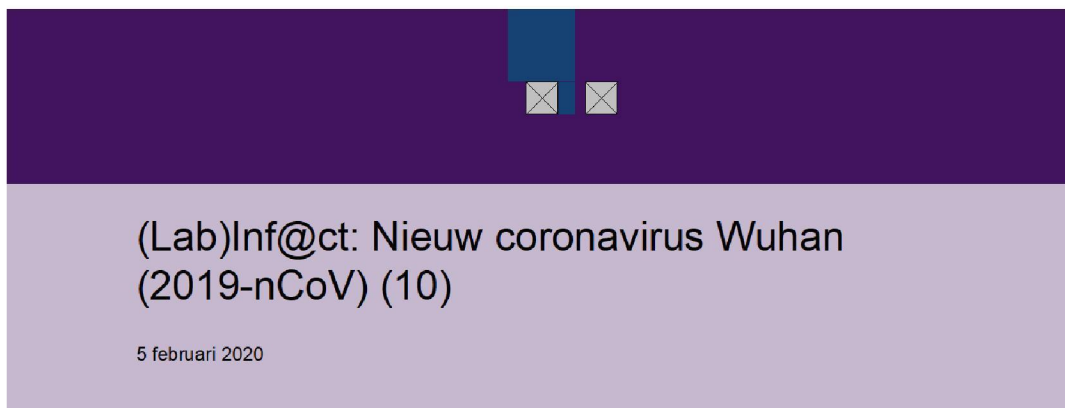 (Lab)Inf@ct: Nieuw coronavirus Wuhan
(2019-nCoV) (10)
5 februari 2020